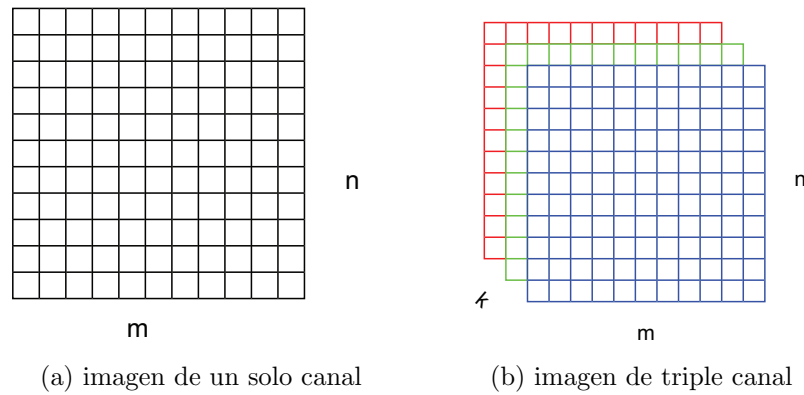 n
m
(a) imagen de un solo canal
n
k
m
(b) imagen de triple canal